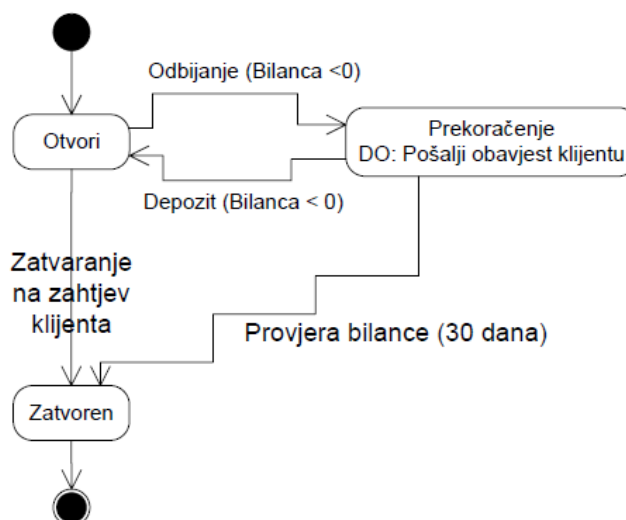 Odbijanje (Bilanca <0)
Otvori
Prekoračenje
DO: Pošalji obavjest klijentu
Depozit (Bilanca < 0)
Zatvaranje
na zahtjev
klijenta
Provjera bilance (30 dana)
Zatvoren